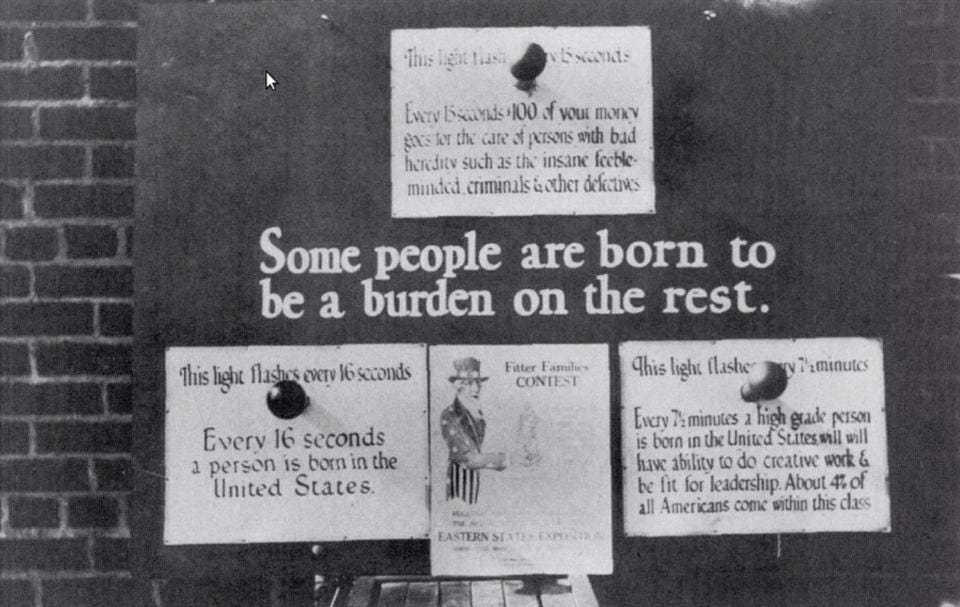 This light flash ry 15 seconds
Every 15 seconds $100 of your money
goes for the care of persons with bad
heredity such as the insane feeble-
minded, criminals & other defectives
Some people are born to
be a burden on the rest.
This light flashes every 16 seconds
Every 16 seconds
a person is born in the
United States.
Fitter Families
CONTEST
EASTERN STATES EXPOSITION
This light flashes ry 7½ minutes
Every 7½ minutes a high grade person
is born in the United States, will will
have ability to do creative work &
be fit for leadership. About 4% of
all Americans come within this class